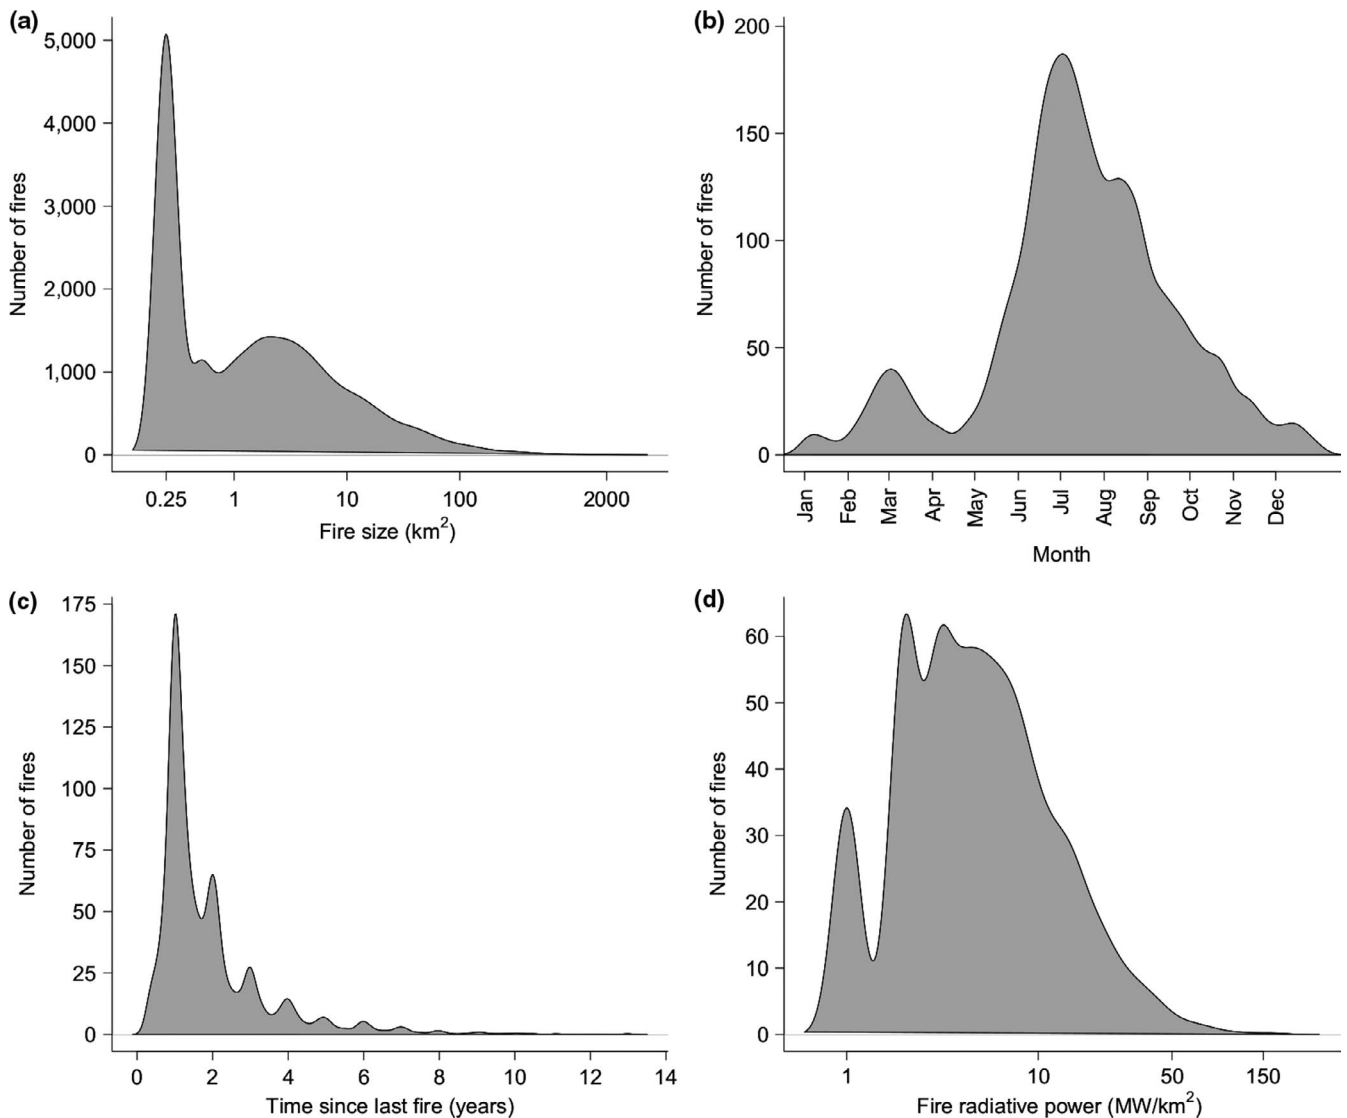 (a)
Number of fires
5,000
4,000
3,000
2,000
1,000
0
0.25 1 10 100 2000
Fire size (km²)
(b)
Number of fires
200
150
100
50
0
Jan Feb Mar Apr May Jun Jul Aug Sep Oct Nov Dec
Month
(c)
Number of fires
175
150
125
100
75
50
25
0
0 2 4 6 8 10 12 14
Time since last fire (years)
(d)
Number of fires
60
50
40
30
20
10
0
1 10 50 150
Fire radiative power (MW/km²)